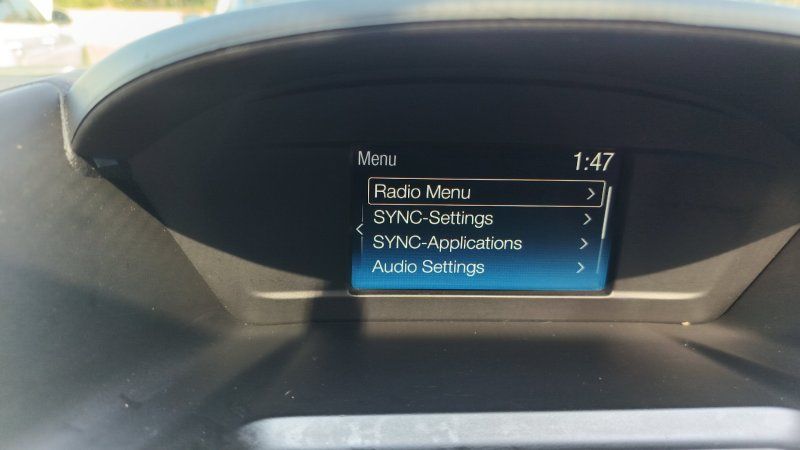 Menu 1:47
Radio Menu
SYNC-Settings
SYNC-Applications
Audio Settings